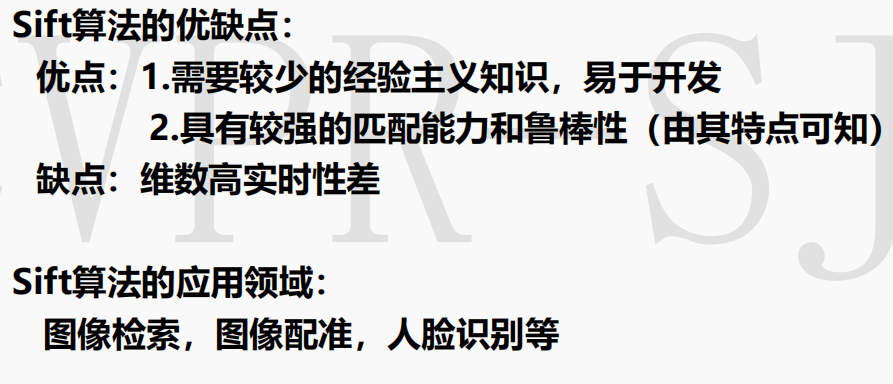 Sift算法的优缺点：
优点：1.需要较少的经验主义知识，易于开发
2.具有较强的匹配能力和鲁棒性（由其特点可知）
缺点：维数高实时性差
Sift算法的应用领域：
图像检索，图像配准，人脸识别等
CVPR SJ